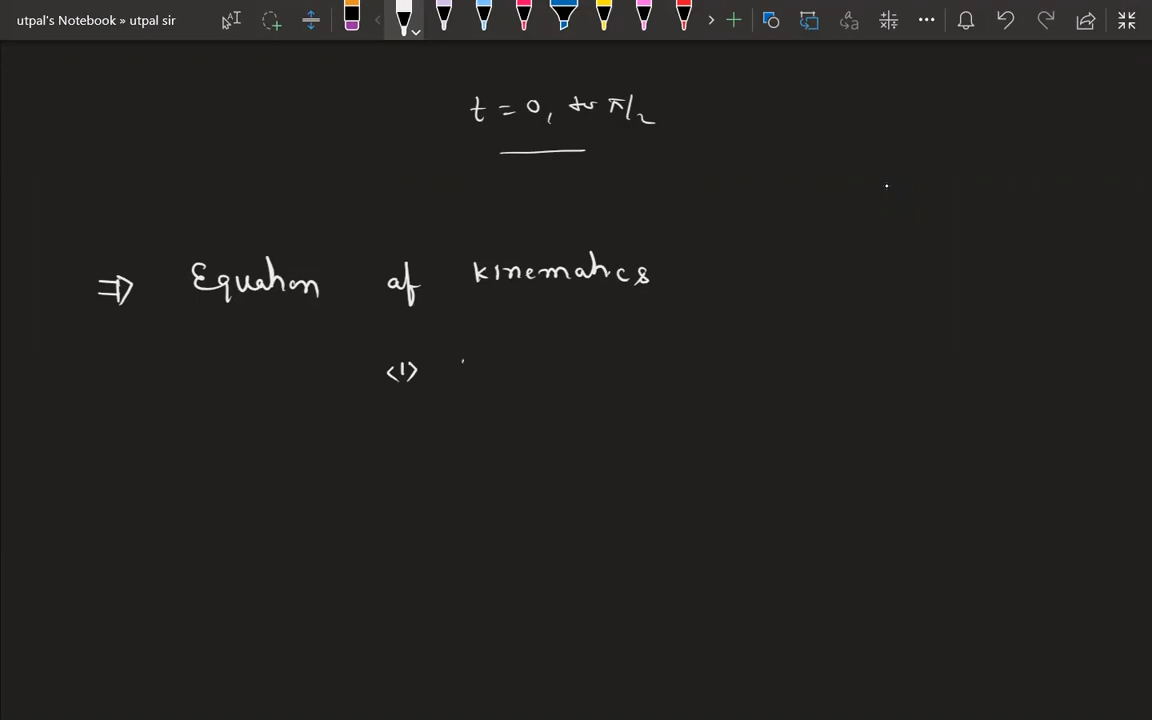 utpal's Notebook » utpal sir
t = 0, to π/2
⇒ Equation of kinematics
<1>